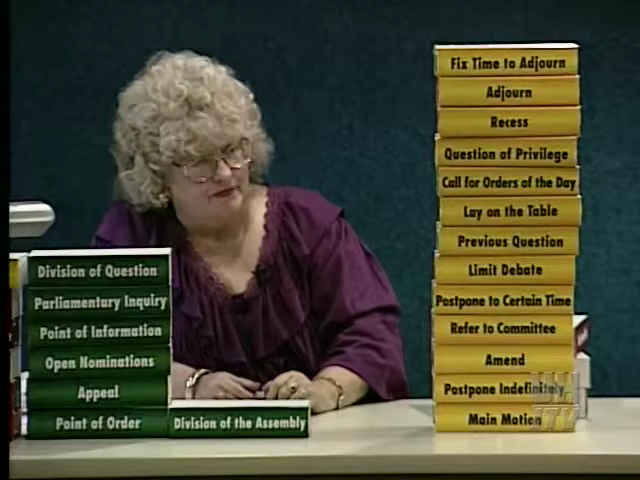 Fix Time to Adjourn
Adjourn
Recess
Question of Privilege
Call for Orders of the Day
Lay on the Table
Previous Question
Limit Debate
Postpone to Certain Time
Refer to Committee
Amend
Postpone Indefinitely
Main Motion
Division of Question
Parliamentary Inquiry
Point of Information
Open Nominations
Appeal
Point of Order
Division of the Assembly